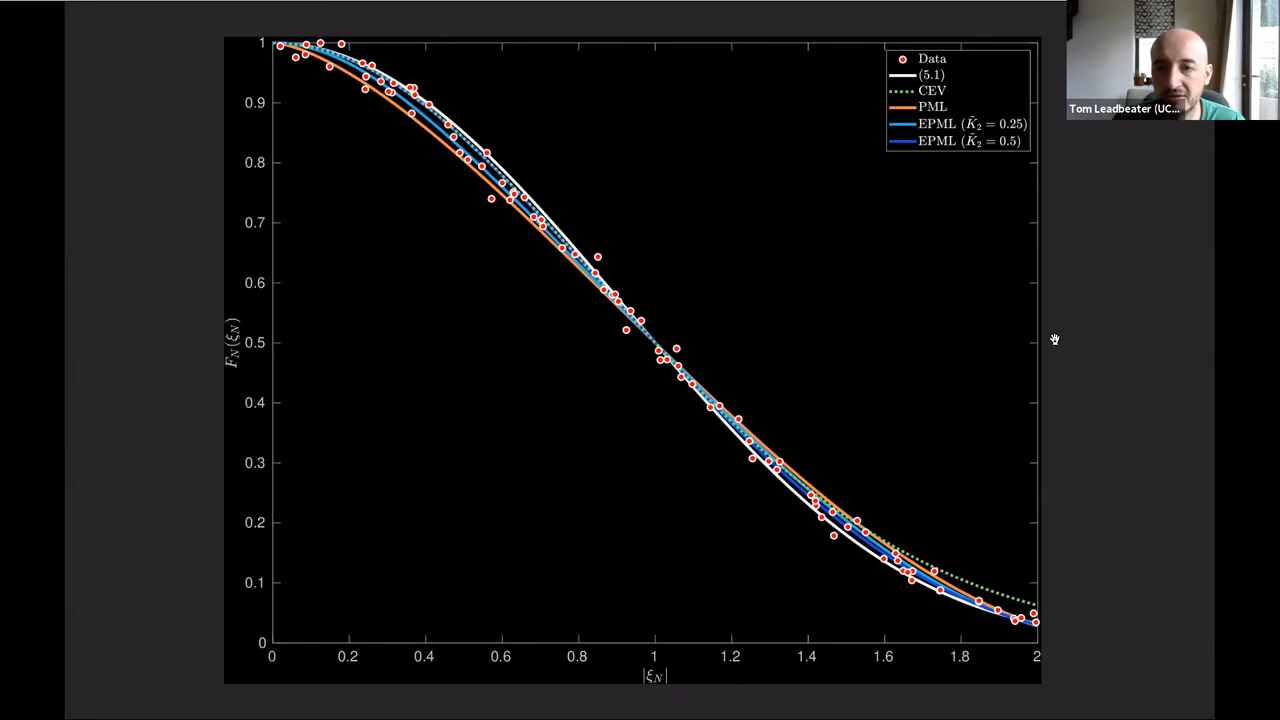 Data
(5.1)
CEV
PML
EPML (K̃₂ = 0.25)
EPML (K̃₂ = 0.5)
Tom Leadbeater (UC...
1
0.9
0.8
0.7
0.6
0.5
0.4
0.3
0.2
0.1
0
F_N(ξ_N)
0 0.2 0.4 0.6 0.8 1 1.2 1.4 1.6 1.8 2
|ξ_N|